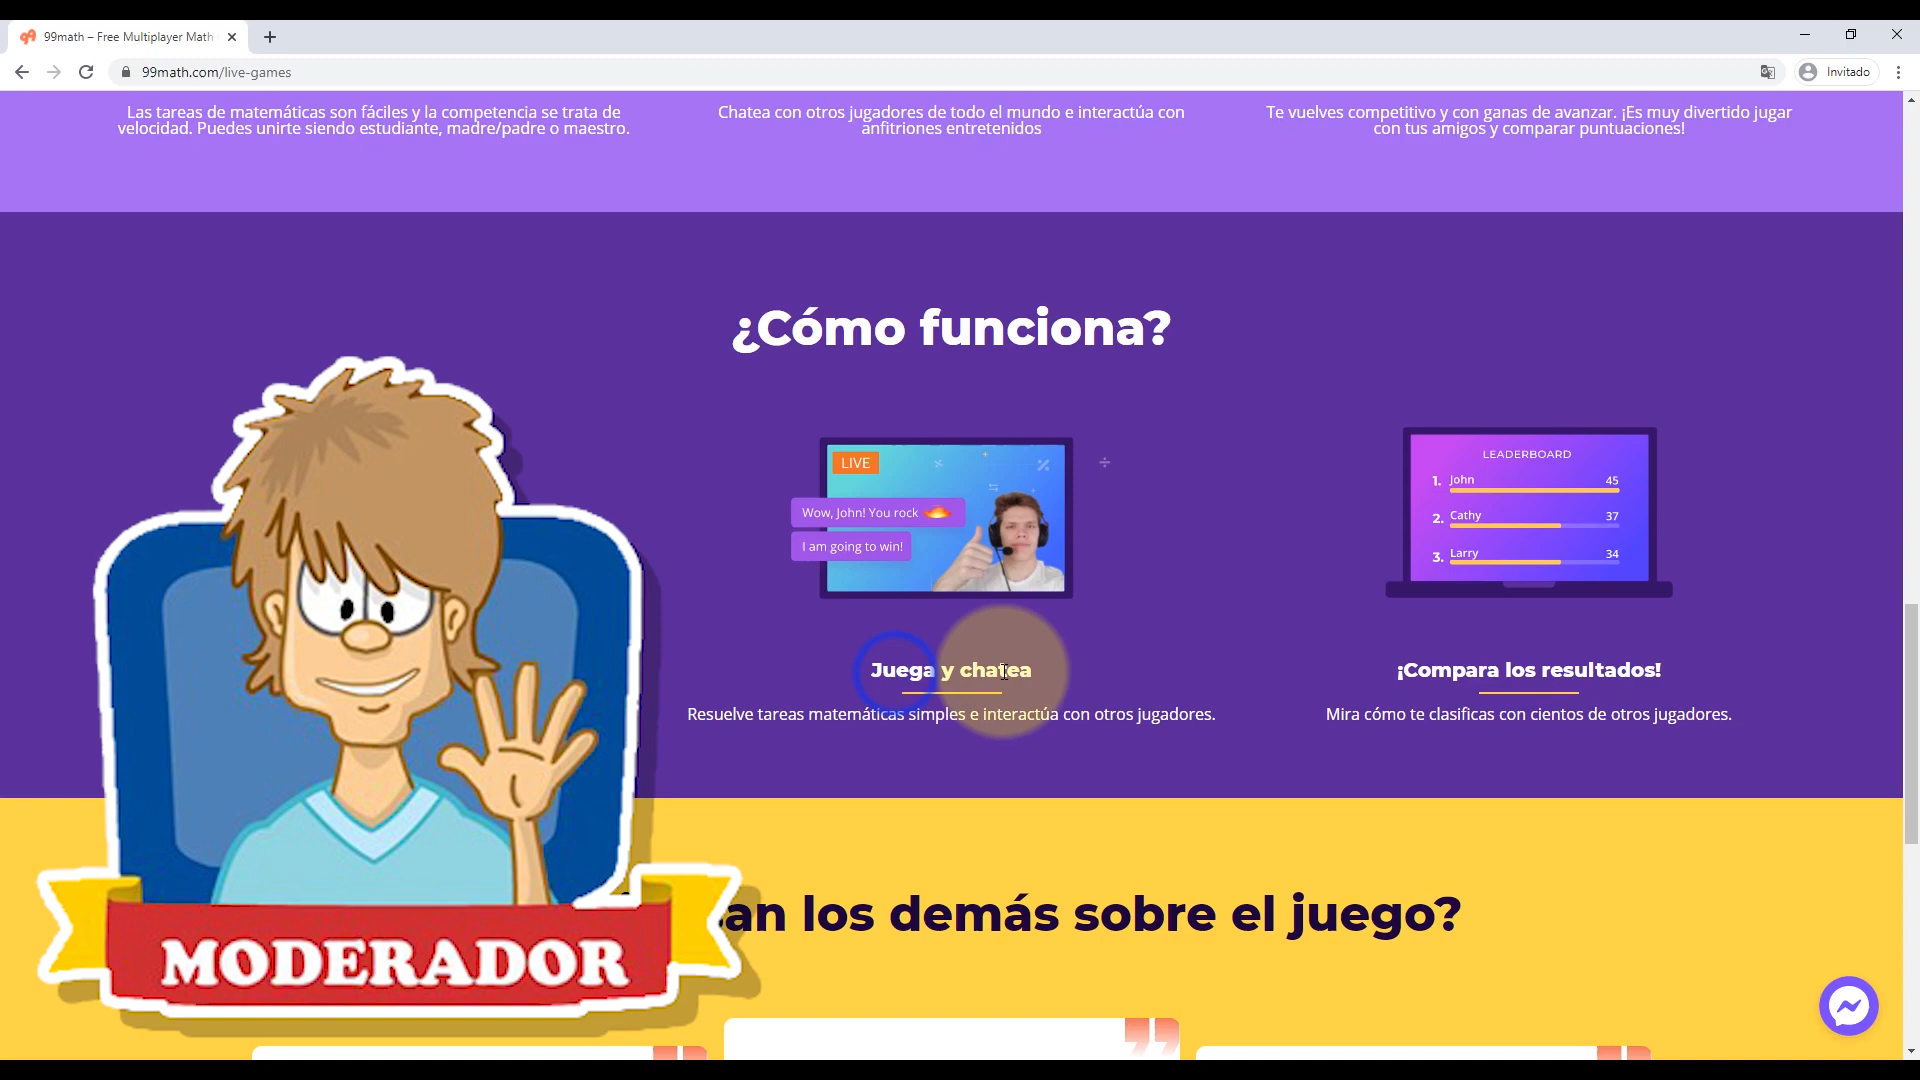 99math – Free Multiplayer Math
99math.com/live-games
Invitado
Las tareas de matemáticas son fáciles y la competencia se trata de
velocidad. Puedes unirte siendo estudiante, madre/padre o maestro.
Chatea con otros jugadores de todo el mundo e interactúa con
anfitriones entretenidos
Te vuelves competitivo y con ganas de avanzar. ¡Es muy divertido jugar
con tus amigos y comparar puntuaciones!
¿Cómo funciona?
LIVE
Wow, John! You rock
I am going to win!
LEADERBOARD
1. John 45
2. Cathy 37
3. Larry 34
Juega y chatea
Resuelve tareas matemáticas simples e interactúa con otros jugadores.
¡Compara los resultados!
Mira cómo te clasificas con cientos de otros jugadores.
an los demás sobre el juego?
MODERADOR